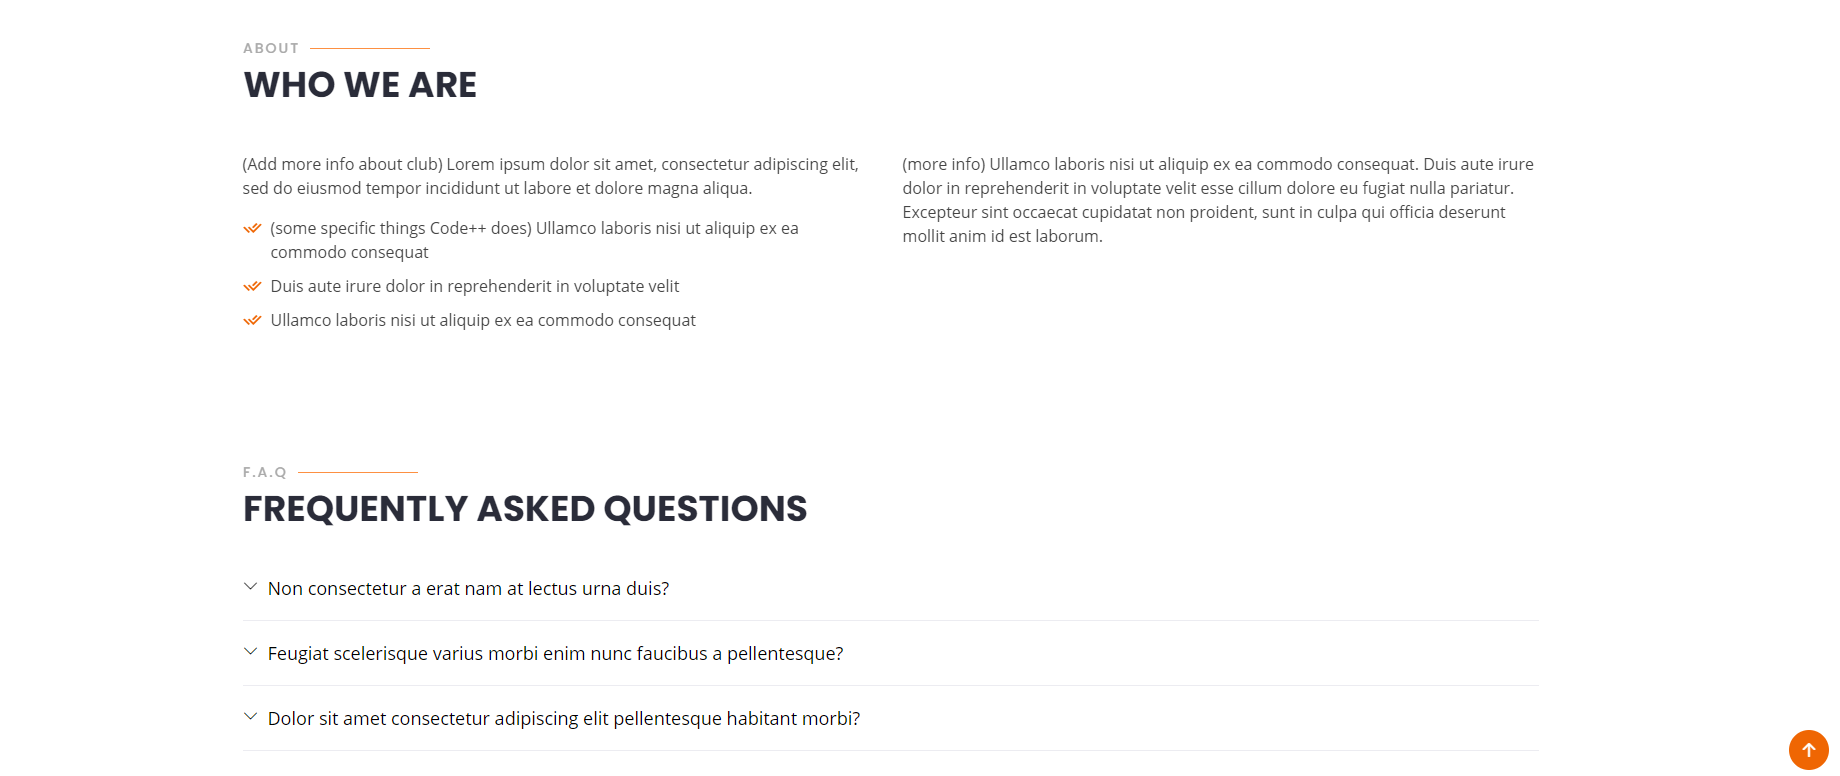 ABOUT
WHO WE ARE
(Add more info about club) Lorem ipsum dolor sit amet, consectetur adipiscing elit,
sed do eiusmod tempor incididunt ut labore et dolore magna aliqua.
(some specific things Code++ does) Ullamco laboris nisi ut aliquip ex ea
commodo consequat
Duis aute irure dolor in reprehenderit in voluptate velit
Ullamco laboris nisi ut aliquip ex ea commodo consequat
(more info) Ullamco laboris nisi ut aliquip ex ea commodo consequat. Duis aute irure
dolor in reprehenderit in voluptate velit esse cillum dolore eu fugiat nulla pariatur.
Excepteur sint occaecat cupidatat non proident, sunt in culpa qui officia deserunt
mollit anim id est laborum.
F.A.Q
FREQUENTLY ASKED QUESTIONS
Non consectetur a erat nam at lectus urna duis?
Feugiat scelerisque varius morbi enim nunc faucibus a pellentesque?
Dolor sit amet consectetur adipiscing elit pellentesque habitant morbi?